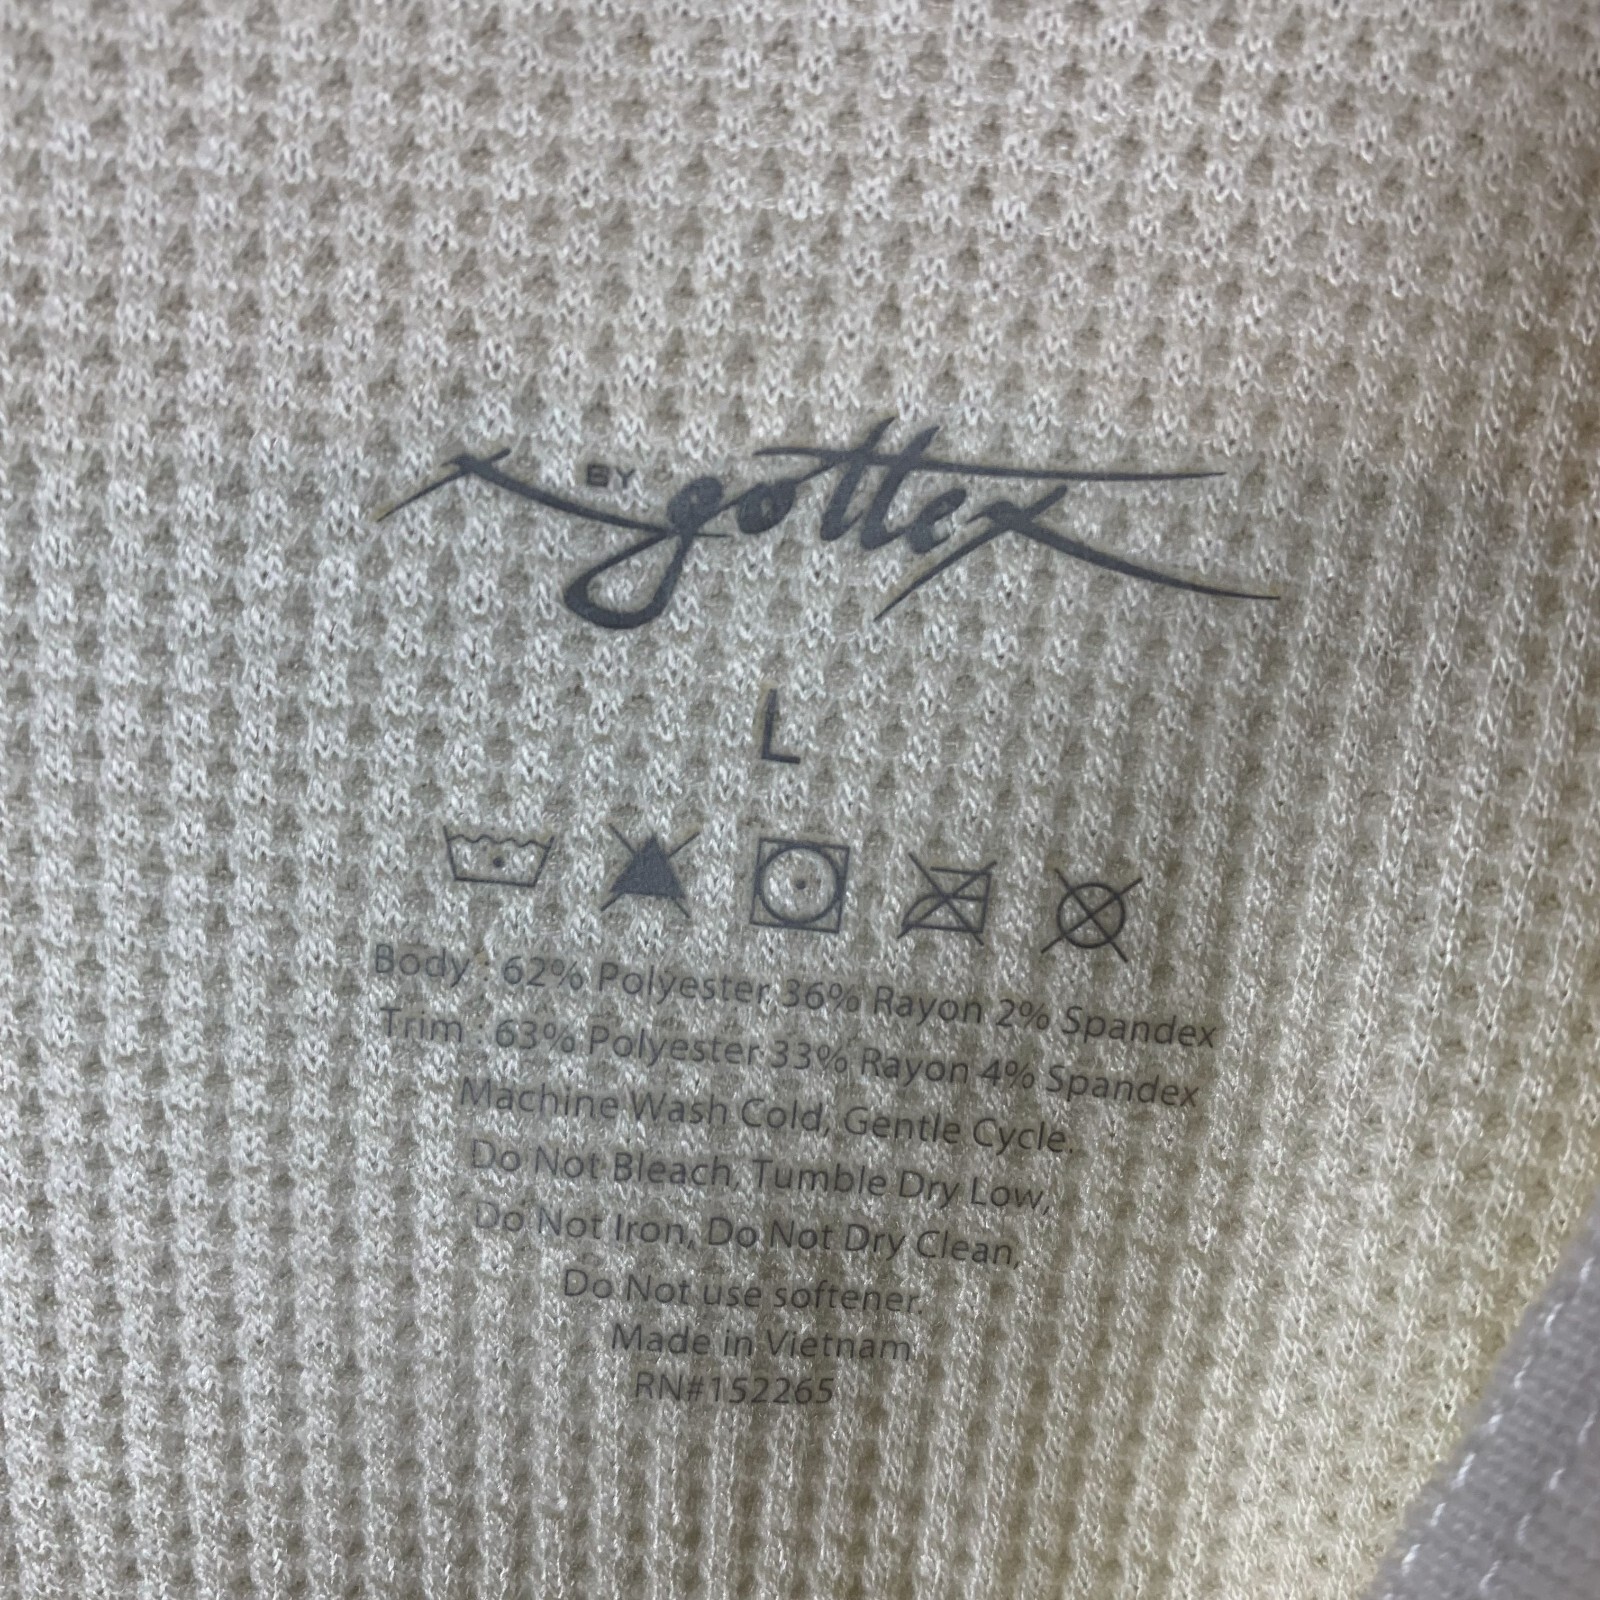 x BY gottex
L
Body : 62% Polyester 36% Rayon 2% Spandex
Trim : 63% Polyester 33% Rayon 4% Spandex
Machine Wash Cold, Gentle Cycle.
Do Not Bleach, Tumble Dry Low,
Do Not Iron, Do Not Dry Clean,
Do Not use softener.
Made in Vietnam
RN#152265